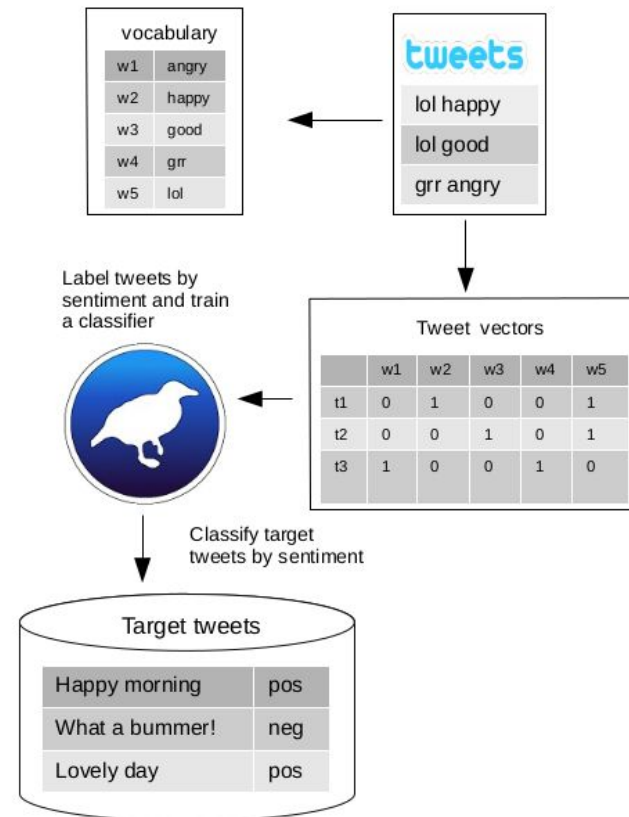 vocabulary
w1 angry
w2 happy
w3 good
w4 grr
w5 lol
tweets
lol happy
lol good
grr angry
Label tweets by
sentiment and train
a classifier
Tweet vectors
w1 w2 w3 w4 w5
t1 0 1 0 0 1
t2 0 0 1 0 1
t3 1 0 0 1 0
Classify target
tweets by sentiment
Target tweets
Happy morning pos
What a bummer! neg
Lovely day pos